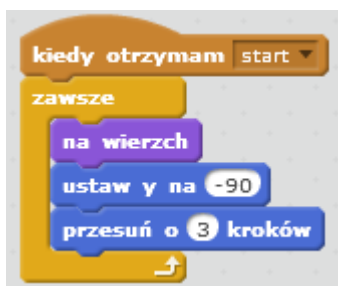 kiedy otrzymam start
zawsze
na wierzch
ustaw y na -90
przesuń o 3 kroków